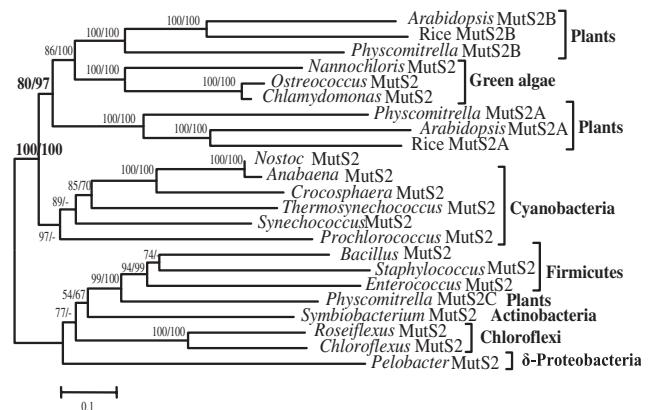 100/100
Arabidopsis MutS2B
Rice MutS2B
86/100
100/100
Physcomitrella MutS2B
Plants
80/97
100/100
Nannochloris MutS2
100/100
Ostreococcus MutS2
Chlamydomonas MutS2
Green algae
100/100
Physcomitrella MutS2A
100/100
Arabidopsis MutS2A
Rice MutS2A
Plants
100/100
100/100
Nostoc MutS2
100/100
Anabaena MutS2
85/70
Crocosphaera MutS2
89/-
Thermosynechococcus MutS2
Synechococcus MutS2
97/-
Prochlorococcus MutS2
Cyanobacteria
74/-
Bacillus MutS2
94/99
Staphylococcus MutS2
Enterococcus MutS2
Firmicutes
99/100
Physcomitrella MutS2C Plants
54/67
Symbiobacterium MutS2 Actinobacteria
77/-
100/100
Roseiflexus MutS2
Chloroflexus MutS2
Chloroflexi
Pelobacter MutS2
δ-Proteobacteria
0.1